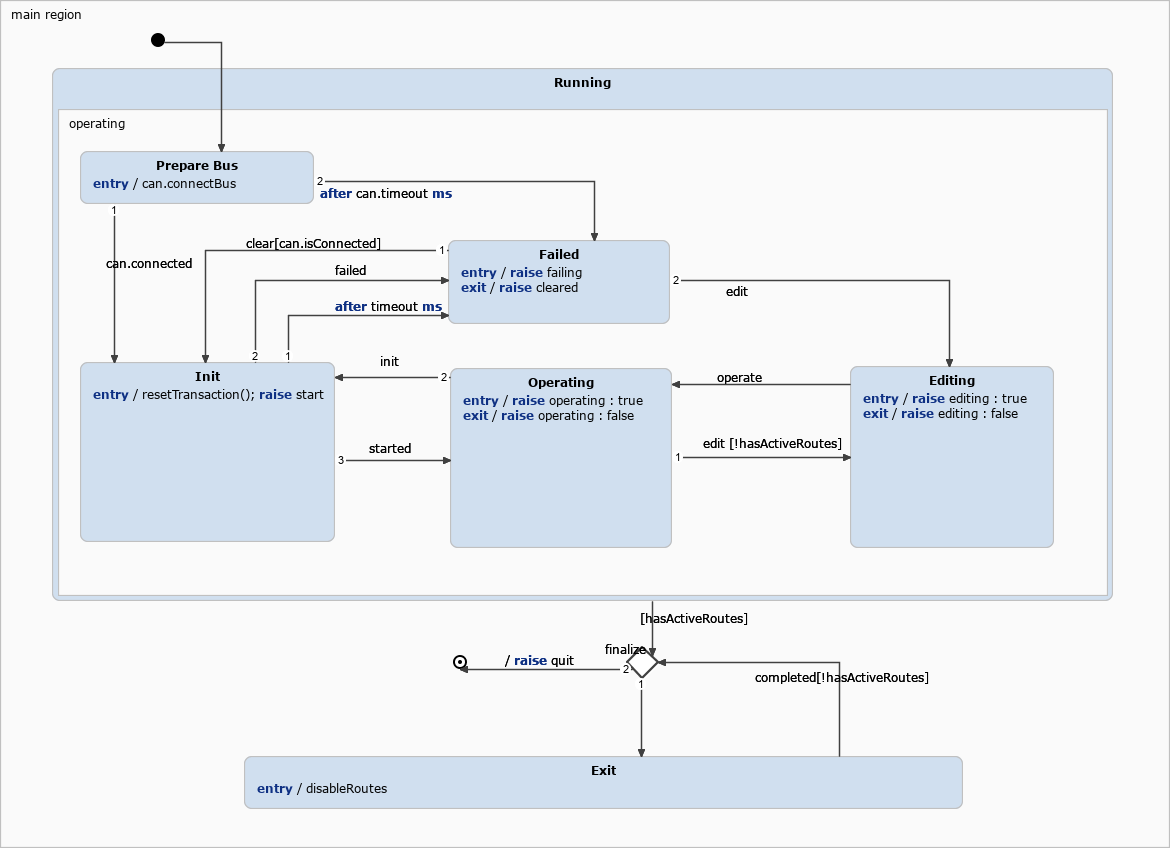 main region
Running
operating
Prepare Bus
entry / can.connectBus
2
after can.timeout ms
1
can.connected
clear[can.isConnected]
1
Failed
entry / raise failing
exit / raise cleared
failed
after timeout ms
2
edit
2
1
Init
entry / resetTransaction(); raise start
init
2
Operating
entry / raise operating : true
exit / raise operating : false
operate
Editing
entry / raise editing : true
exit / raise editing : false
3
started
1
edit [!hasActiveRoutes]
[hasActiveRoutes]
finalize
/ raise quit
2
1
completed[!hasActiveRoutes]
Exit
entry / disableRoutes